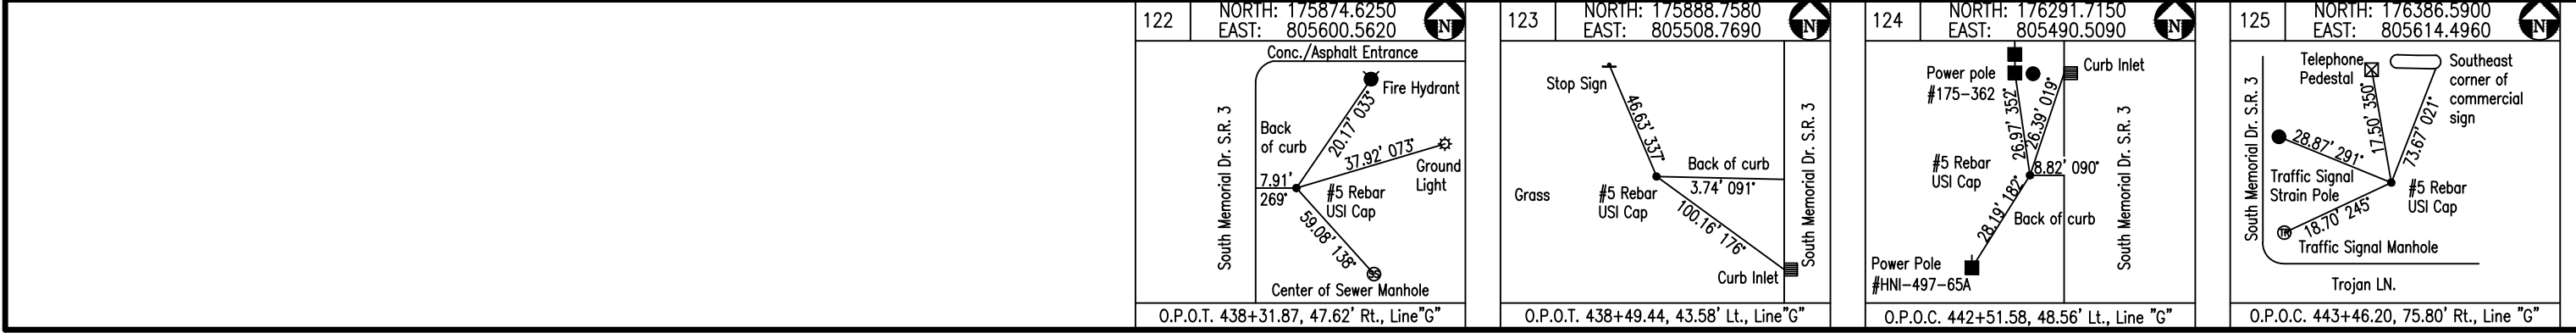 122
NORTH: 175874.6250
EAST: 805600.5620
N
Conc./Asphalt Entrance
Fire Hydrant
20.17' 033°
Back
of curb
37.92' 073°
Ground
Light
7.91'
269°
#5 Rebar
USI Cap
59.08' 138°
South Memorial Dr. S.R. 3
SS
Center of Sewer Manhole
O.P.O.T. 438+31.87, 47.62' Rt., Line"G"
123
NORTH: 175888.7580
EAST: 805508.7690
N
Stop Sign
46.63' 337°
Back of curb
3.74' 091°
Grass
#5 Rebar
USI Cap
100.16' 176°
South Memorial Dr. S.R. 3
Curb Inlet
O.P.O.T. 438+49.44, 43.58' Lt., Line"G"
124
NORTH: 176291.7150
EAST: 805490.5090
N
Power pole
#175-362
Curb Inlet
26.97' 352°
26.39' 019°
#5 Rebar
USI Cap
8.82' 090°
28.19' 182°
Back of curb
South Memorial Dr. S.R. 3
Power Pole
#HNI-497-65A
O.P.O.C. 442+51.58, 48.56' Lt., Line "G"
125
NORTH: 176386.5900
EAST: 805614.4960
N
Telephone
Pedestal
Southeast
corner of
commercial
sign
South Memorial Dr. S.R. 3
17.50' 350°
73.67' 021°
28.87' 291°
Traffic Signal
Strain Pole
#5 Rebar
USI Cap
18.70' 245°
TR
Traffic Signal Manhole
Trojan LN.
O.P.O.C. 443+46.20, 75.80' Rt., Line "G"